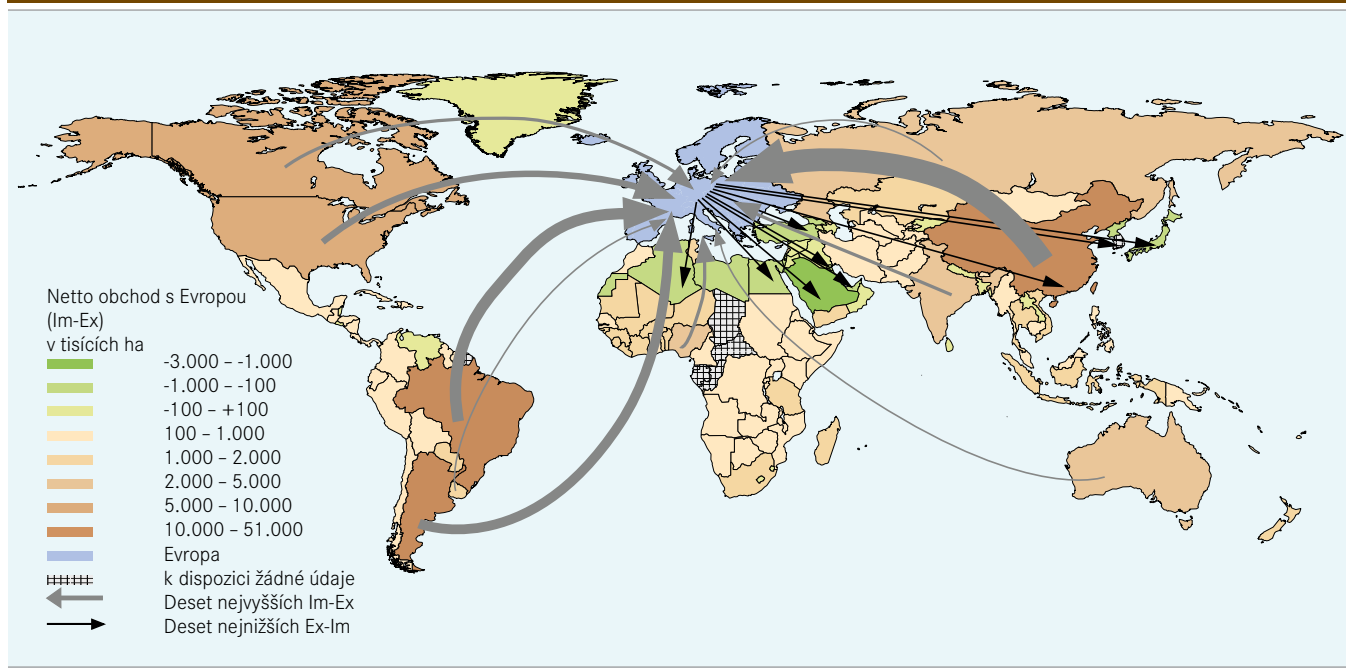 Netto obchod s Evropou
(Im-Ex)
v tisících ha
-3.000 – -1.000
-1.000 – -100
-100 – +100
100 – 1.000
1.000 – 2.000
2.000 – 5.000
5.000 – 10.000
10.000 – 51.000
Evropa
k dispozici žádné údaje
Deset nejvyšších Im-Ex
Deset nejnižších Ex-Im